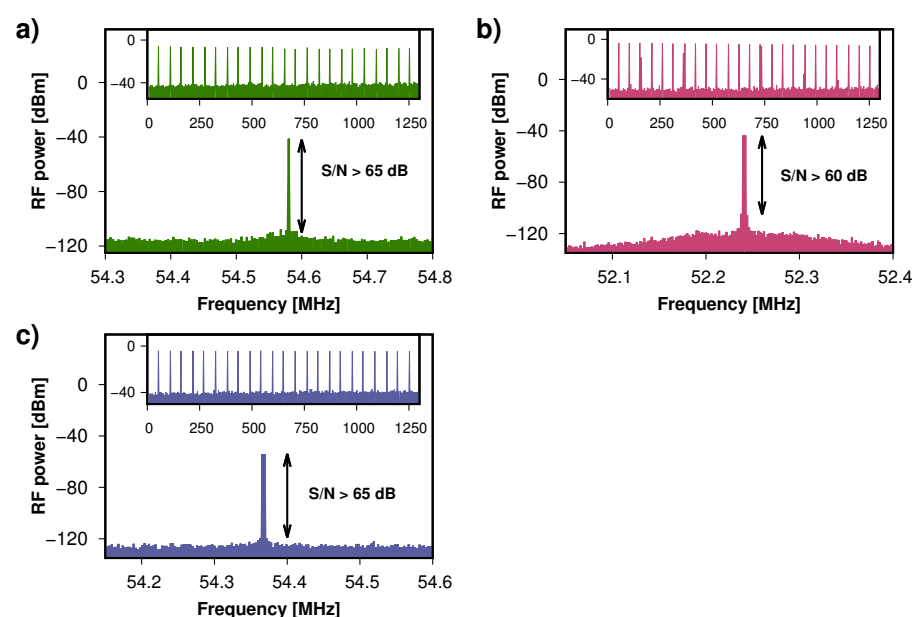 a)
0
−40
0 250 500 750 1000 1250
0
−40
−80
−120
RF power [dBm]
S/N > 65 dB
54.3 54.4 54.5 54.6 54.7 54.8
Frequency [MHz]
b)
0
−40
0 250 500 750 1000 1250
0
−40
−80
−120
RF power [dBm]
S/N > 60 dB
52.1 52.2 52.3 52.4
Frequency [MHz]
c)
0
−40
0 250 500 750 1000 1250
0
−40
−80
−120
RF power [dBm]
S/N > 65 dB
54.2 54.3 54.4 54.5 54.6
Frequency [MHz]